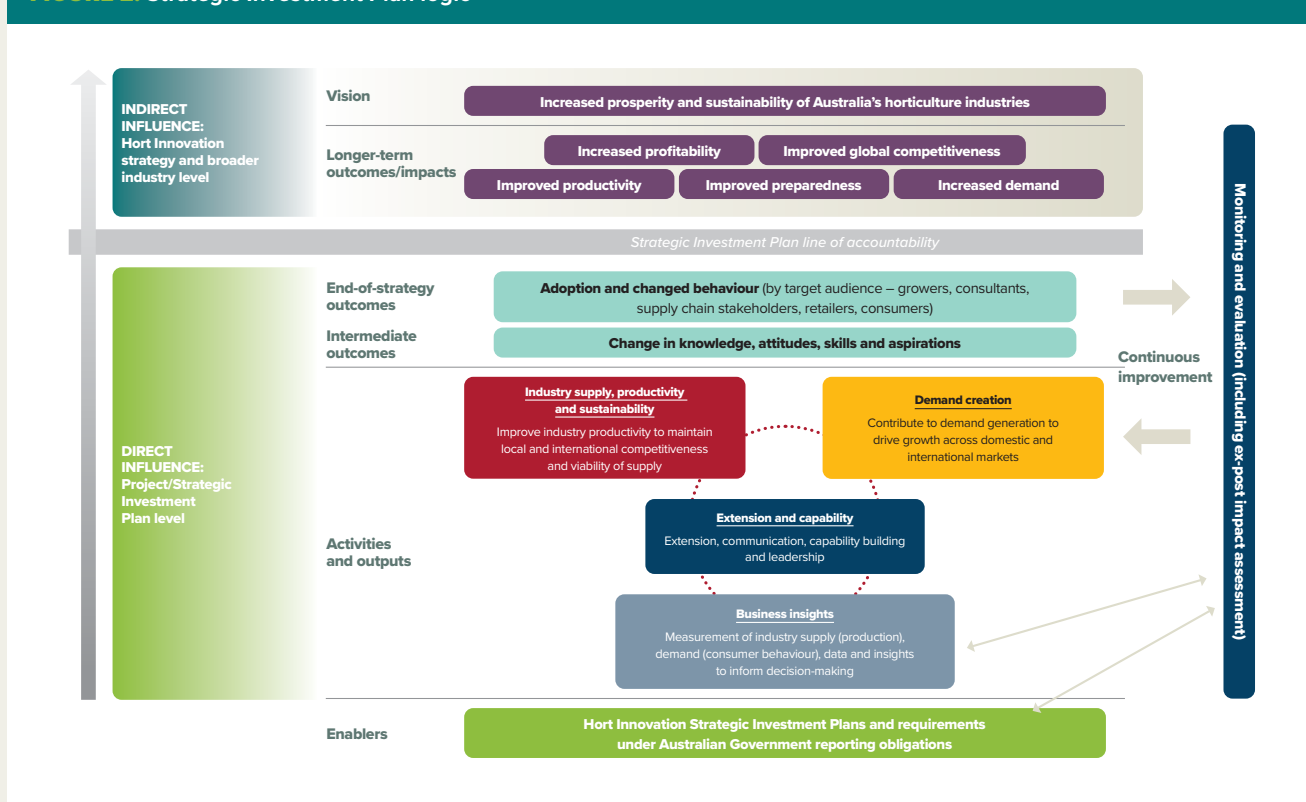 FIGURE 2: Strategic Investment Plan logic
INDIRECT
INFLUENCE:
Hort Innovation
strategy and broader
industry level
Vision
Increased prosperity and sustainability of Australia's horticulture industries
Longer-term
outcomes/impacts
Increased profitability
Improved global competitiveness
Improved productivity
Improved preparedness
Increased demand
Strategic Investment Plan line of accountability
DIRECT
INFLUENCE:
Project/Strategic
Investment
Plan level
End-of-strategy
outcomes
Adoption and changed behaviour (by target audience – growers, consultants,
supply chain stakeholders, retailers, consumers)
Intermediate
outcomes
Change in knowledge, attitudes, skills and aspirations
Activities
and outputs
Industry supply, productivity
and sustainability
Improve industry productivity to maintain
local and international competitiveness
and viability of supply
Demand creation
Contribute to demand generation to
drive growth across domestic and
international markets
Extension and capability
Extension, communication, capability building
and leadership
Business insights
Measurement of industry supply (production),
demand (consumer behaviour), data and insights
to inform decision-making
Enablers
Hort Innovation Strategic Investment Plans and requirements
under Australian Government reporting obligations
Continuous
improvement
Monitoring and evaluation (including ex-post impact assessment)